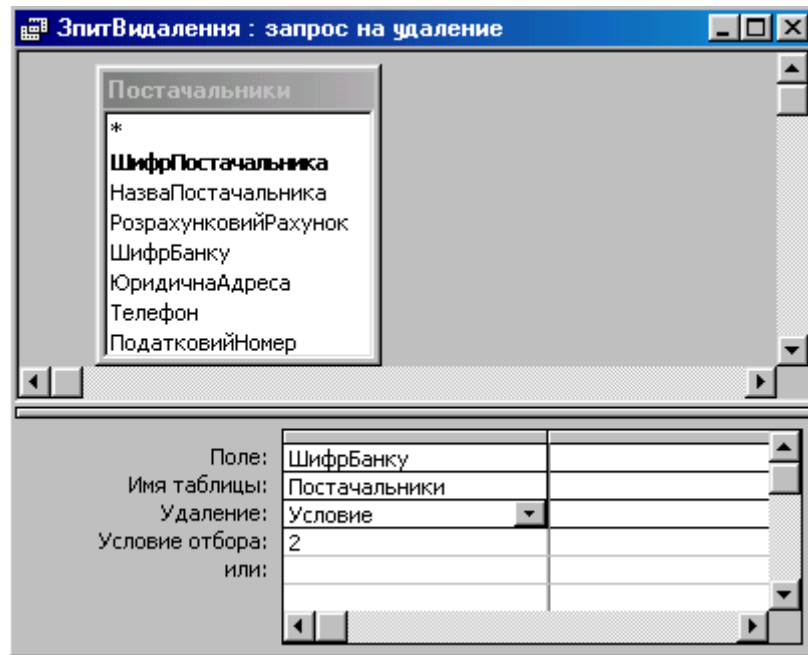 ЗпитВидалення : запрос на удаление
Постачальники
*
ШифрПостачальника
НазваПостачальника
РозрахунковийРахунок
ШифрБанку
ЮридичнаАдреса
Телефон
ПодатковийНомер
Поле: ШифрБанку
Имя таблицы: Постачальники
Удаление: Условие
Условие отбора: 2
или: